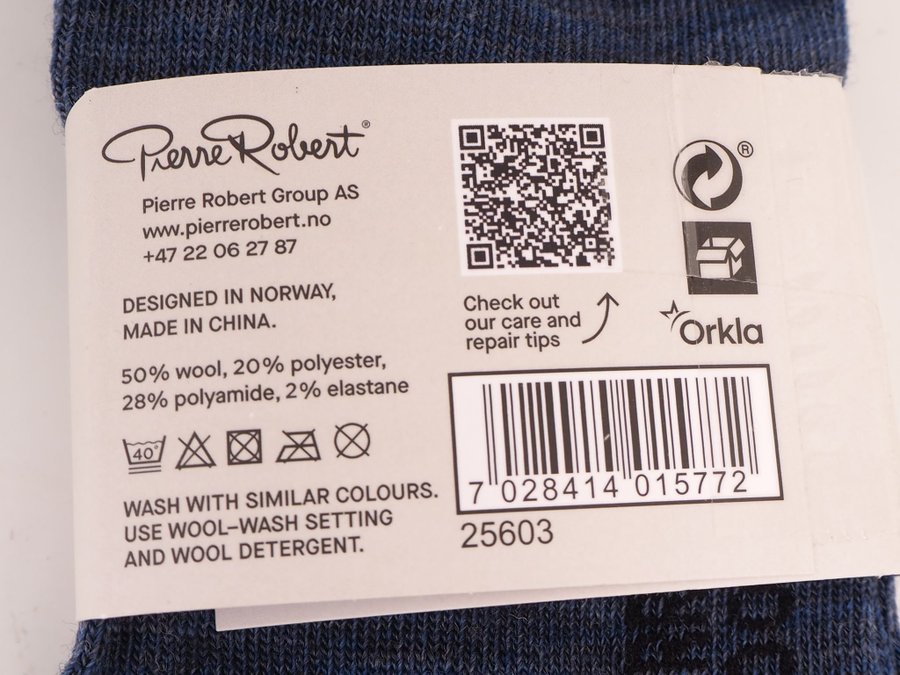 Pierre Robert®
Pierre Robert Group AS
www.pierrerobert.no
+47 22 06 27 87
DESIGNED IN NORWAY,
MADE IN CHINA.
50% wool, 20% polyester,
28% polyamide, 2% elastane
40°
WASH WITH SIMILAR COLOURS.
USE WOOL–WASH SETTING
AND WOOL DETERGENT.
Check out
our care and
repair tips
®
Orkla
7 028414 015772
25603